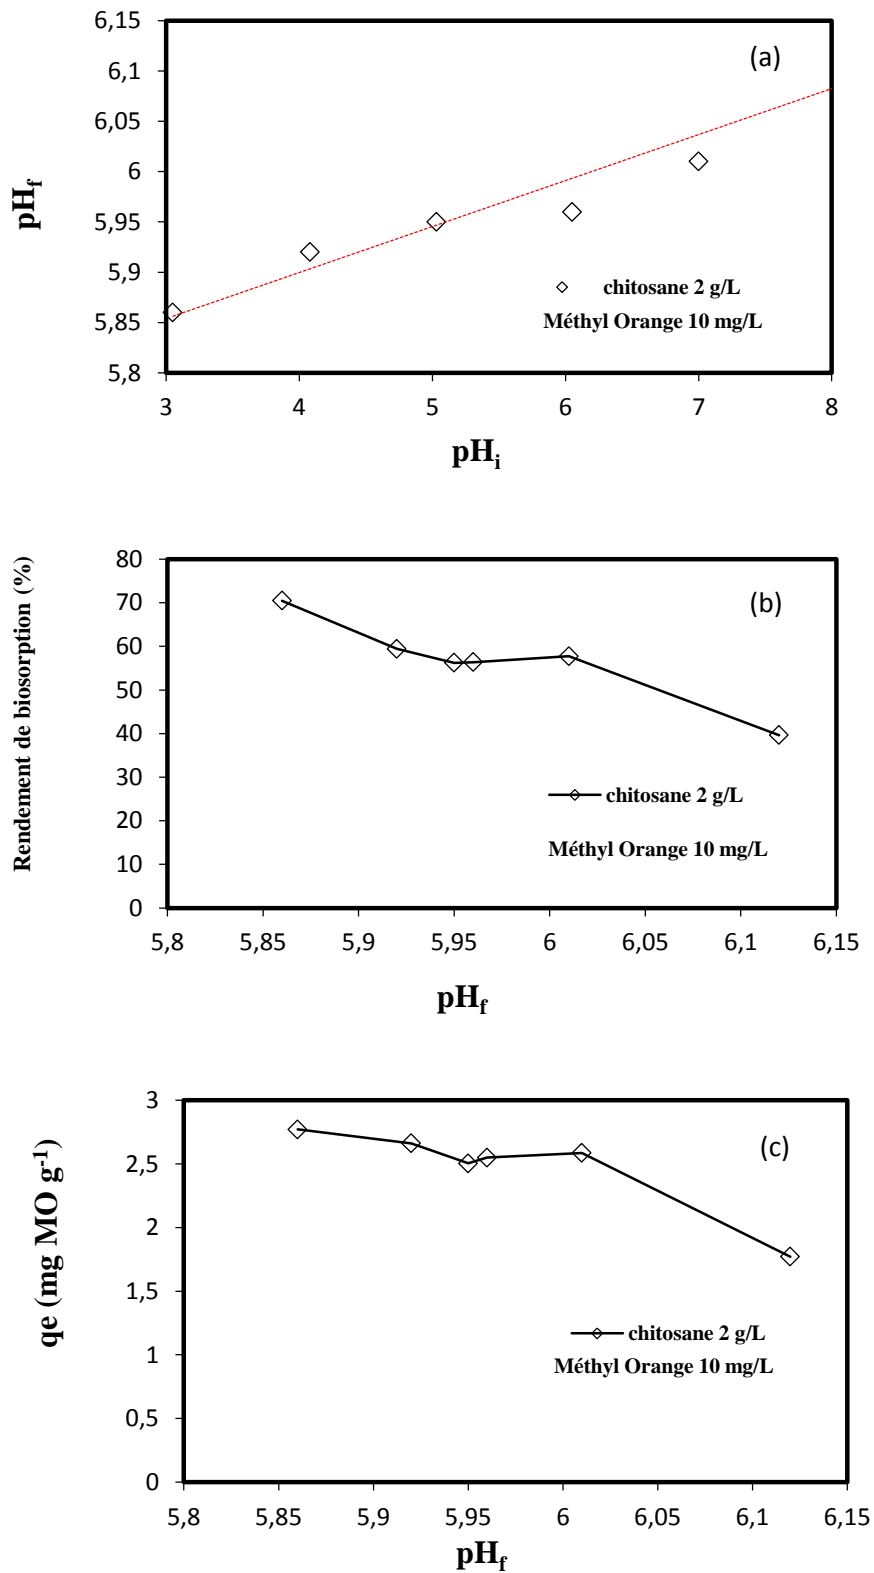 6,15
6,1
6,05
6
5,95
5,9
5,85
5,8
pHf
(a)
chitosane 2 g/L
Méthyl Orange 10 mg/L
3 4 5 6 7 8
pHi
80
70
60
50
40
30
20
10
0
Rendement de biosorption (%)
(b)
chitosane 2 g/L
Méthyl Orange 10 mg/L
5,8 5,85 5,9 5,95 6 6,05 6,1 6,15
pHf
3
2,5
2
1,5
1
0,5
0
qe (mg MO g-1)
(c)
chitosane 2 g/L
Méthyl Orange 10 mg/L
5,8 5,85 5,9 5,95 6 6,05 6,1 6,15
pHf